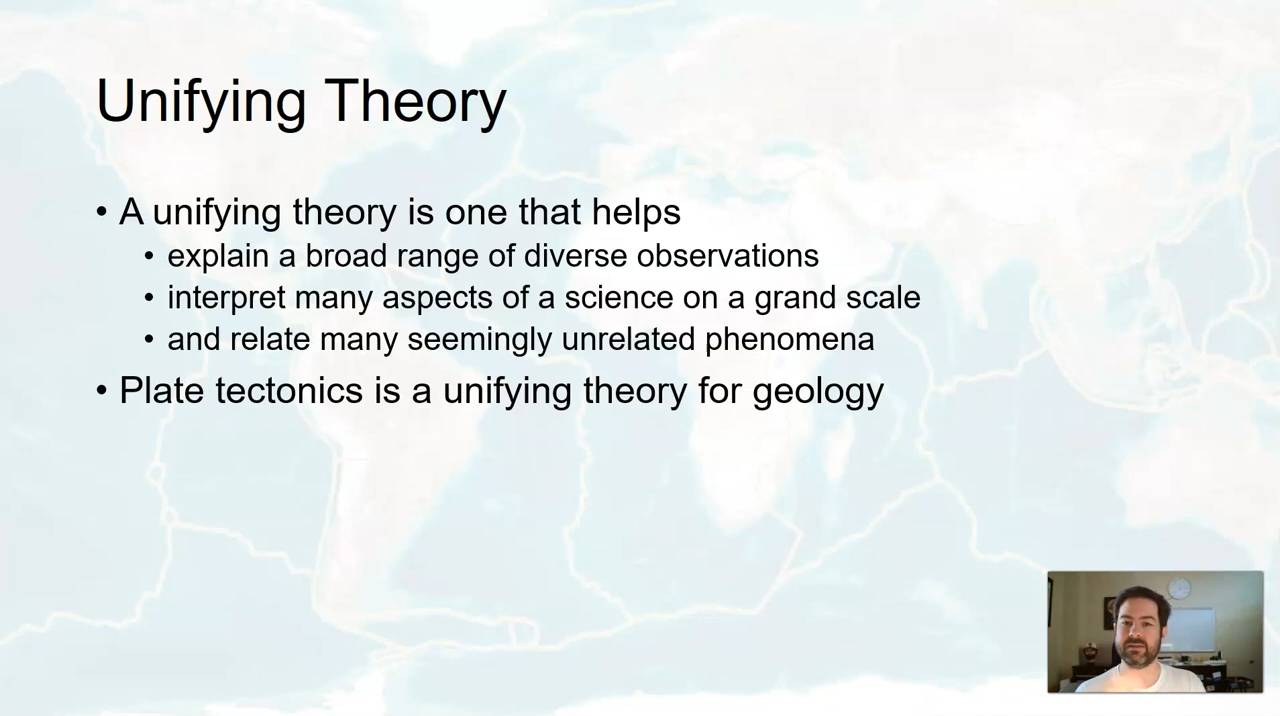 Unifying Theory
• A unifying theory is one that helps
• explain a broad range of diverse observations
• interpret many aspects of a science on a grand scale
• and relate many seemingly unrelated phenomena
• Plate tectonics is a unifying theory for geology